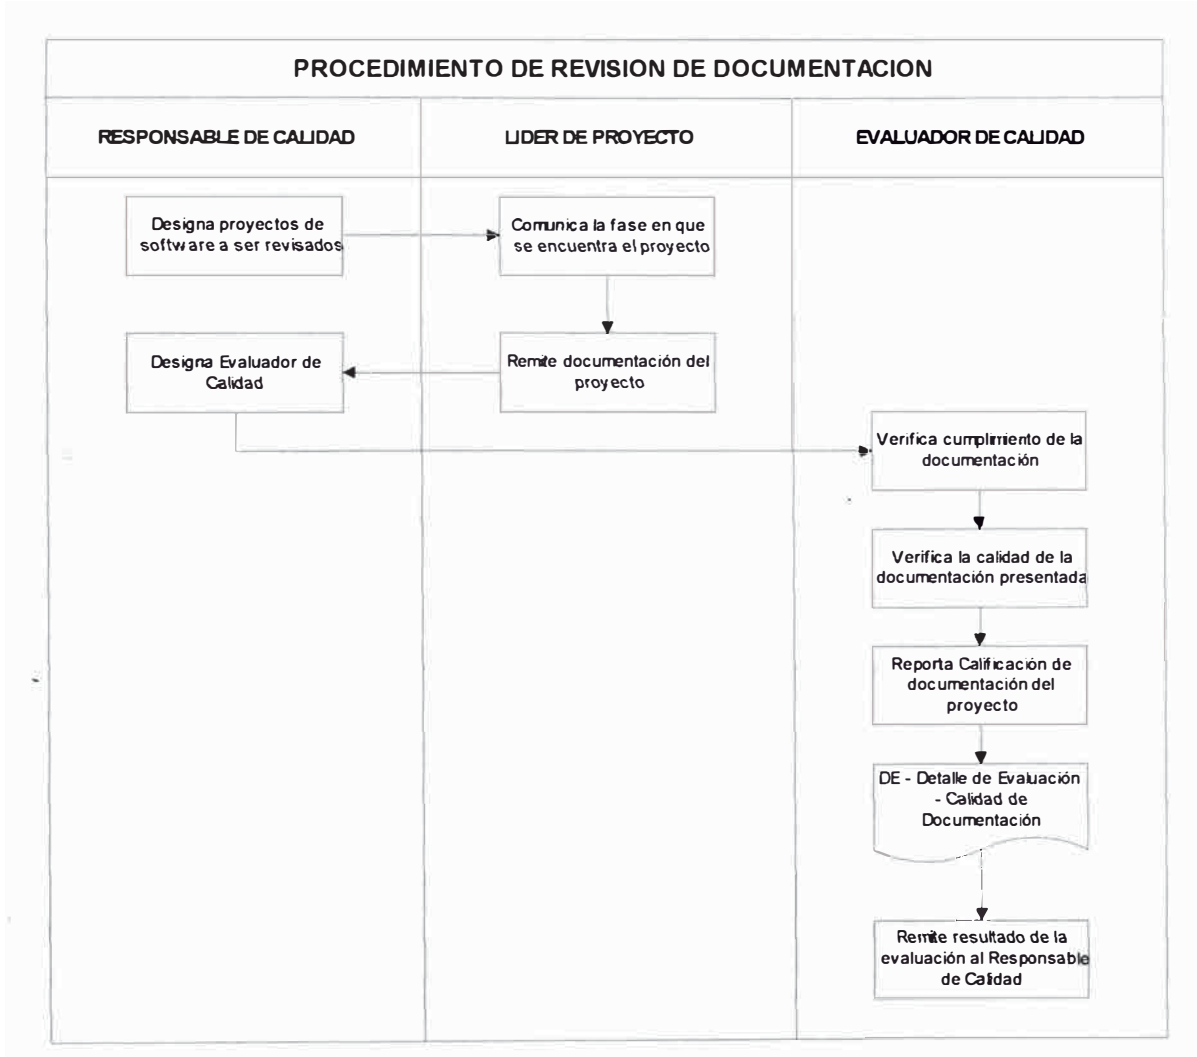 PROCEDIMIENTO DE REVISION DE DOCUMENTACION
RESPONSABLE DE CALIDAD
LIDER DE PROYECTO
EVALUADOR DE CALIDAD
Designa proyectos de
software a ser revisados
Comunica la fase en que
se encuentra el proyecto
Designa Evaluador de
Calidad
Remite documentación del
proyecto
Verifica cumplimiento de la
documentación
Verifica la calidad de la
documentación presentada
Reporta Calificación de
documentación del
proyecto
DE - Detalle de Evaluación
- Calidad de
Documentación
Remite resultado de la
evaluación al Responsable
de Calidad